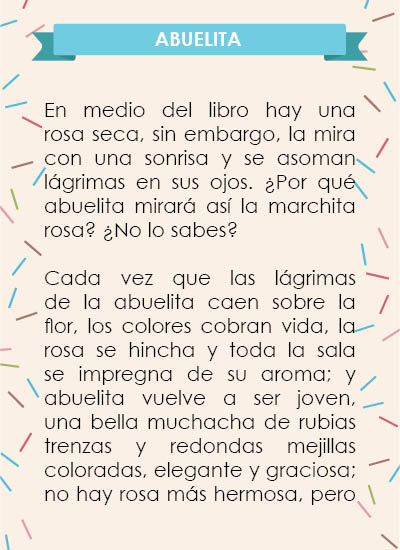 ABUELITA
En medio del libro hay una
rosa seca, sin embargo, la mira
con una sonrisa y se asoman
lágrimas en sus ojos. ¿Por qué
abuelita mirará así la marchita
rosa? ¿No lo sabes?
Cada vez que las lágrimas
de la abuelita caen sobre la
flor, los colores cobran vida, la
rosa se hincha y toda la sala
se impregna de su aroma; y
abuelita vuelve a ser joven,
una bella muchacha de rubias
trenzas y redondas mejillas
coloradas, elegante y graciosa;
no hay rosa más hermosa, pero